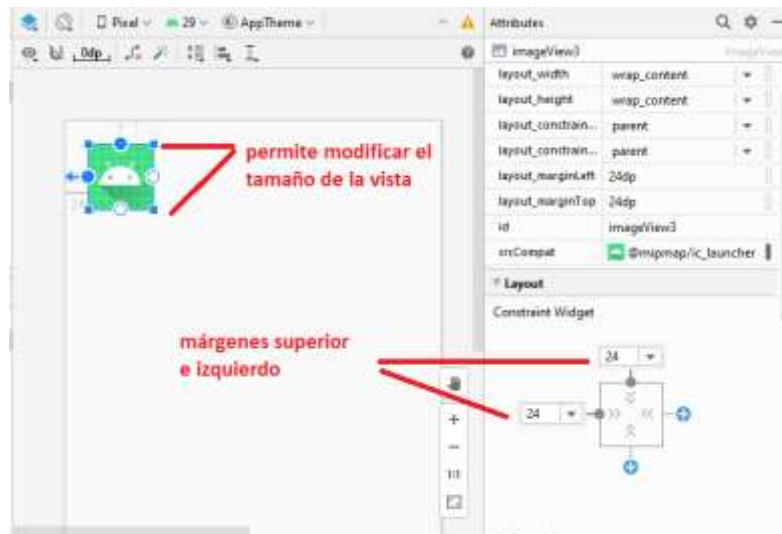 Pixel 29 AppTheme
Attributes
0dp
imageView3
layout_width wrap_content
layout_height wrap_content
layout_constrain... parent
layout_constrain... parent
layout_marginLeft 24dp
layout_marginTop 24dp
id imageView3
srcCompat @mipmap/ic_launcher
Layout
Constraint Widget
24
24
permite modificar el
tamaño de la vista
márgenes superior
e izquierdo
1:1